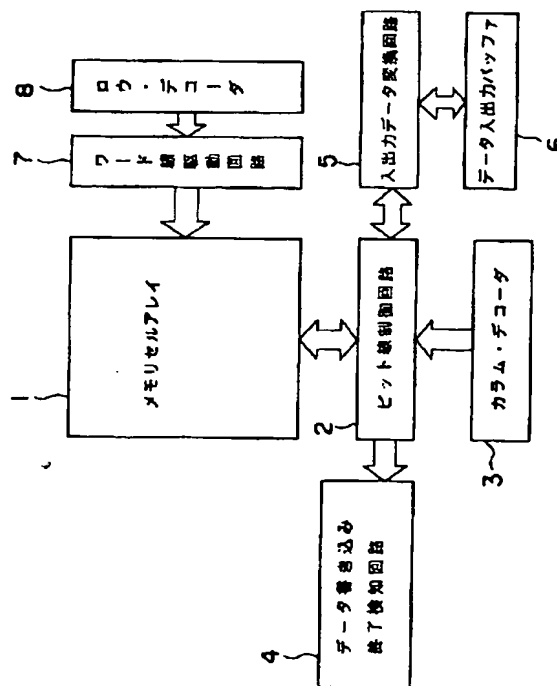 1
メモリセルアレイ
7
ワード線駆動回路
8
ロウ・デコーダ
2
ビット線制御回路
5
入出力データ変換回路
6
データ入出力バッファ
3
カラム・デコーダ
4
データ書き込み
終了検知回路